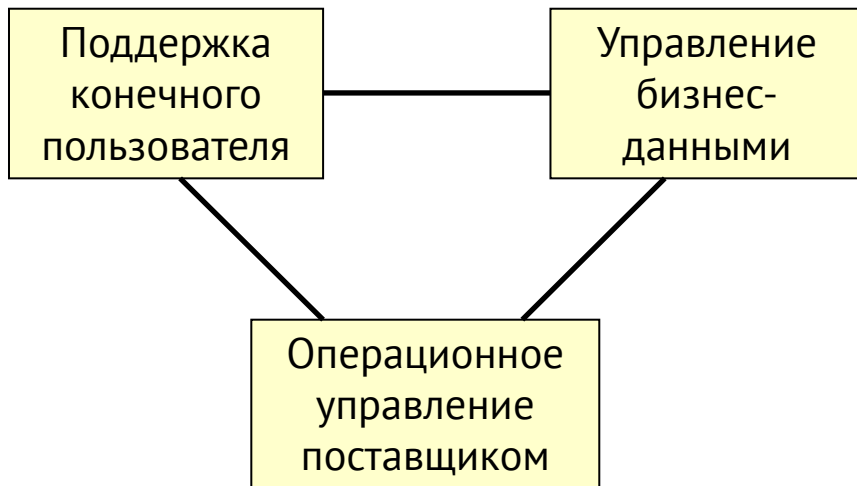 Поддержка
конечного
пользователя
Управление
бизнес-
данными
Операционное
управление
поставщиком